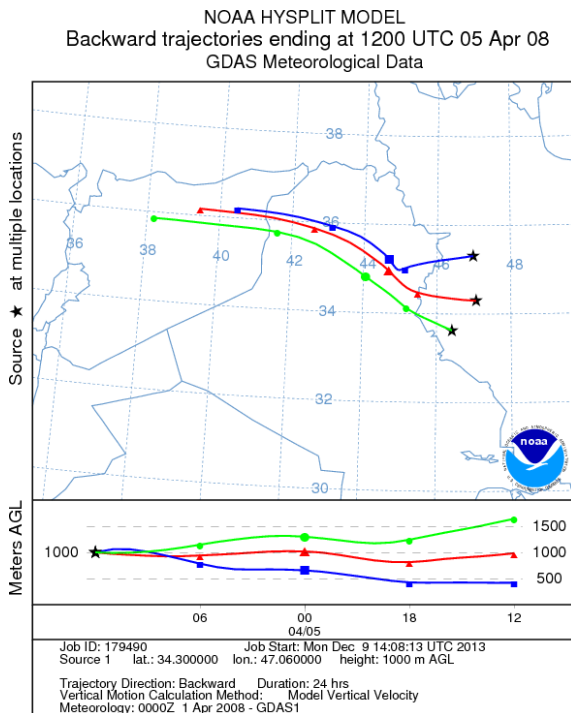 NOAA HYSPLIT MODEL
Backward trajectories ending at 1200 UTC 05 Apr 08
GDAS Meteorological Data
Source ★ at multiple locations
38
36
36
38
40
42
44
46
48
34
32
30
noaa
Meters AGL
1000
1500
1000
500
06 00 18 12
04/05
Job ID: 179490 Job Start: Mon Dec 9 14:08:13 UTC 2013
Source 1 lat.: 34.300000 lon.: 47.060000 height: 1000 m AGL
Trajectory Direction: Backward Duration: 24 hrs
Vertical Motion Calculation Method: Model Vertical Velocity
Meteorology: 0000Z 1 Apr 2008 - GDAS1